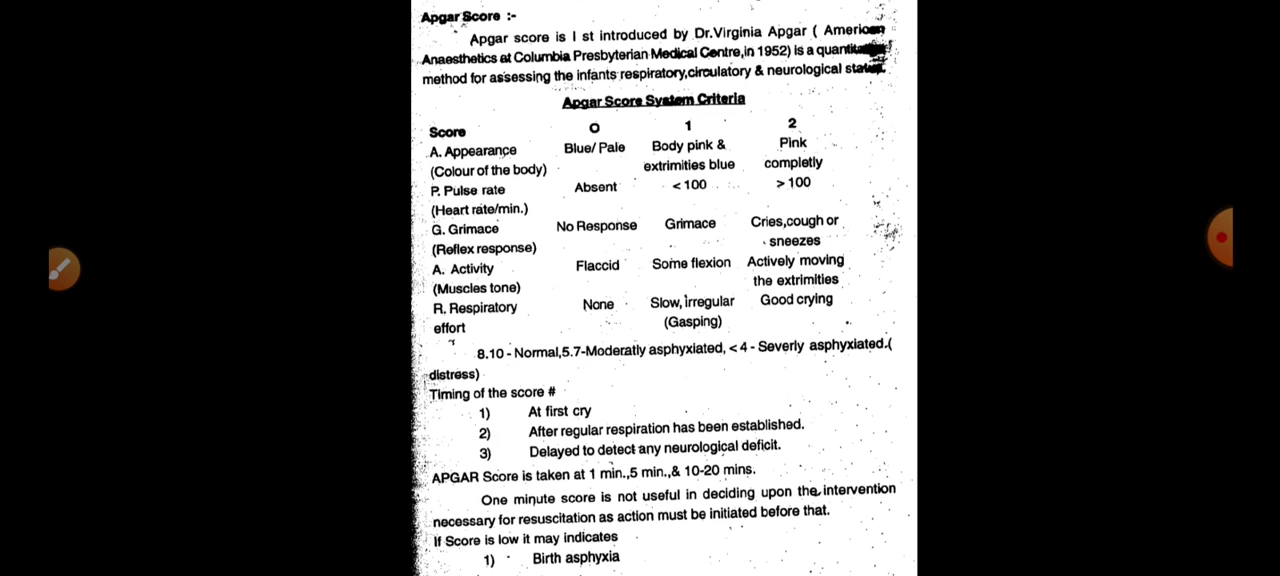 Apgar Score :-
Apgar score is I st introduced by Dr.Virginia Apgar ( American
Anaesthetics at Columbia Presbyterian Medical Centre,in 1952) is a
method for assessing the infants respiratory,circulatory & neurological
Apgar Score System Criteria
Score 0 1 2
A. Appearance Blue/ Pale Body pink & Pink
(Colour of the body) extrimities blue completly
P. Pulse rate Absent < 100 > 100
(Heart rate/min.)
G. Grimace No Response Grimace Cries,cough or
(Reflex response) sneezes
A. Activity Flaccid Some flexion Actively moving
(Muscles tone) the extrimities
R. Respiratory None Slow, irregular Good crying
effort (Gasping)
8.10 - Normal,5.7-Moderatly asphyxiated, < 4 - Severly asphyxiated.(
distress)
Timing of the score #
1) At first cry
2) After regular respiration has been established.
3) Delayed to detect any neurological deficit.
APGAR Score is taken at 1 min.,5 min.,& 10-20 mins.
One minute score is not useful in deciding upon the intervention
necessary for resuscitation as action must be initiated before that.
If Score is low it may indicates
1) Birth asphyxia